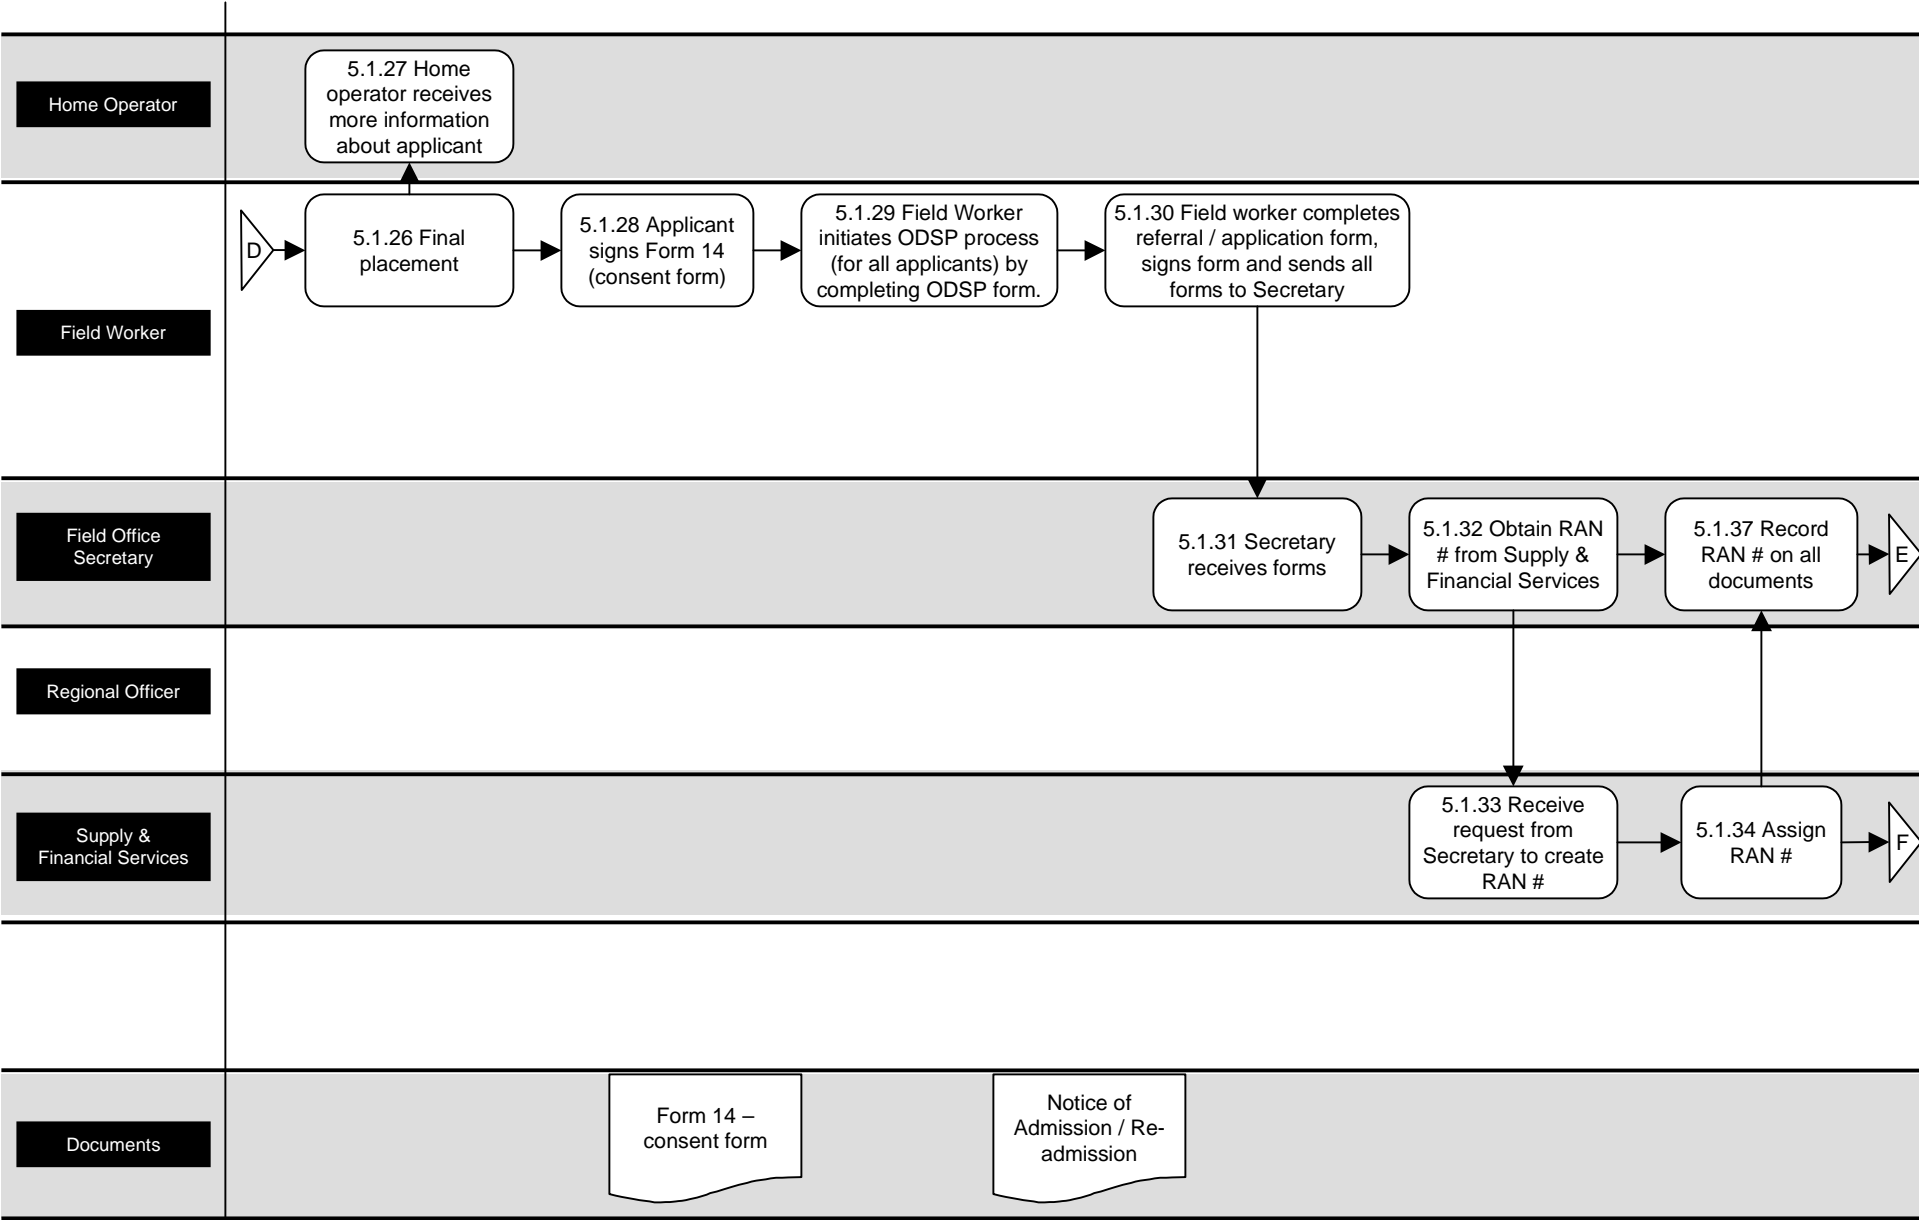 Home Operator
5.1.27 Home
operator receives
more information
about applicant
Field Worker
D
5.1.26 Final
placement
5.1.28 Applicant
signs Form 14
(consent form)
5.1.29 Field Worker
initiates ODSP process
(for all applicants) by
completing ODSP form.
5.1.30 Field worker completes
referral / application form,
signs form and sends all
forms to Secretary
Field Office
Secretary
5.1.31 Secretary
receives forms
5.1.32 Obtain RAN
# from Supply &
Financial Services
5.1.37 Record
RAN # on all
documents
E
Regional Officer
Supply &
Financial Services
5.1.33 Receive
request from
Secretary to create
RAN #
5.1.34 Assign
RAN #
F
Documents
Form 14 –
consent form
Notice of
Admission / Re-
admission